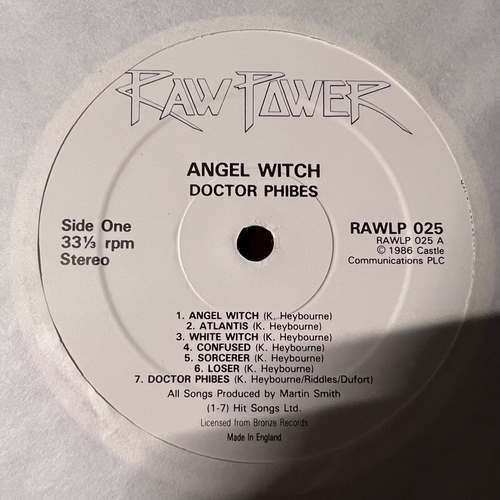 RAW POWER
ANGEL WITCH
DOCTOR PHIBES
Side One
33⅓ rpm
Stereo
RAWLP 025
RAWLP 025 A
© 1986 Castle
Communications PLC
1. ANGEL WITCH (K. Heybourne)
2. ATLANTIS (K. Heybourne)
3. WHITE WITCH (K. Heybourne)
4. CONFUSED (K. Heybourne)
5. SORCERER (K. Heybourne)
6. LOSER (K. Heybourne)
7. DOCTOR PHIBES (K. Heybourne/Riddles/Dufort)
All Songs Produced by Martin Smith
(1-7) Hit Songs Ltd.
Licensed from Bronze Records
Made in England